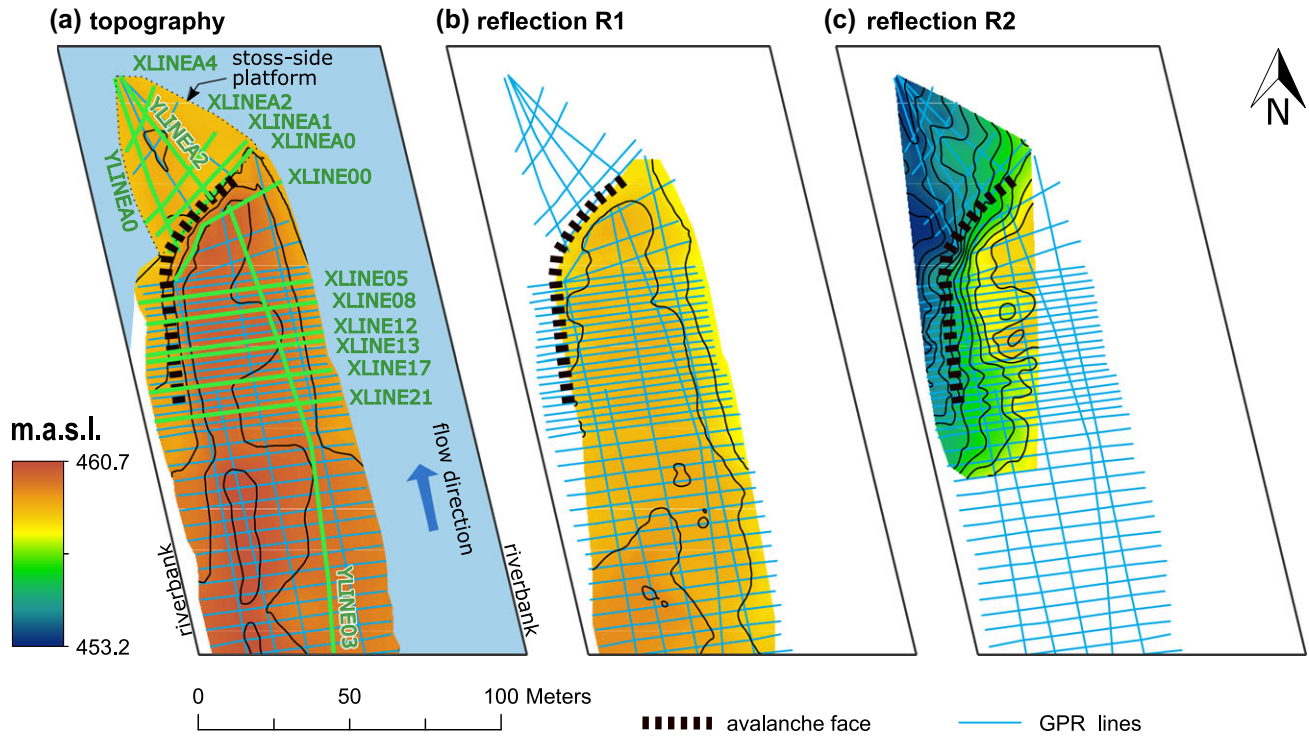 (a) topography
(b) reflection R1
(c) reflection R2
XLINEA4
stoss-side
platform
XLINEA2
XLINEA1
XLINEA0
YLINEA2
YLINEA0
XLINE00
N
XLINE05
XLINE08
XLINE12
XLINE13
XLINE17
XLINE21
m.a.s.l.
460.7
453.2
flow direction
riverbank
riverbank
YLINE03
0 50 100 Meters
avalanche face
GPR lines